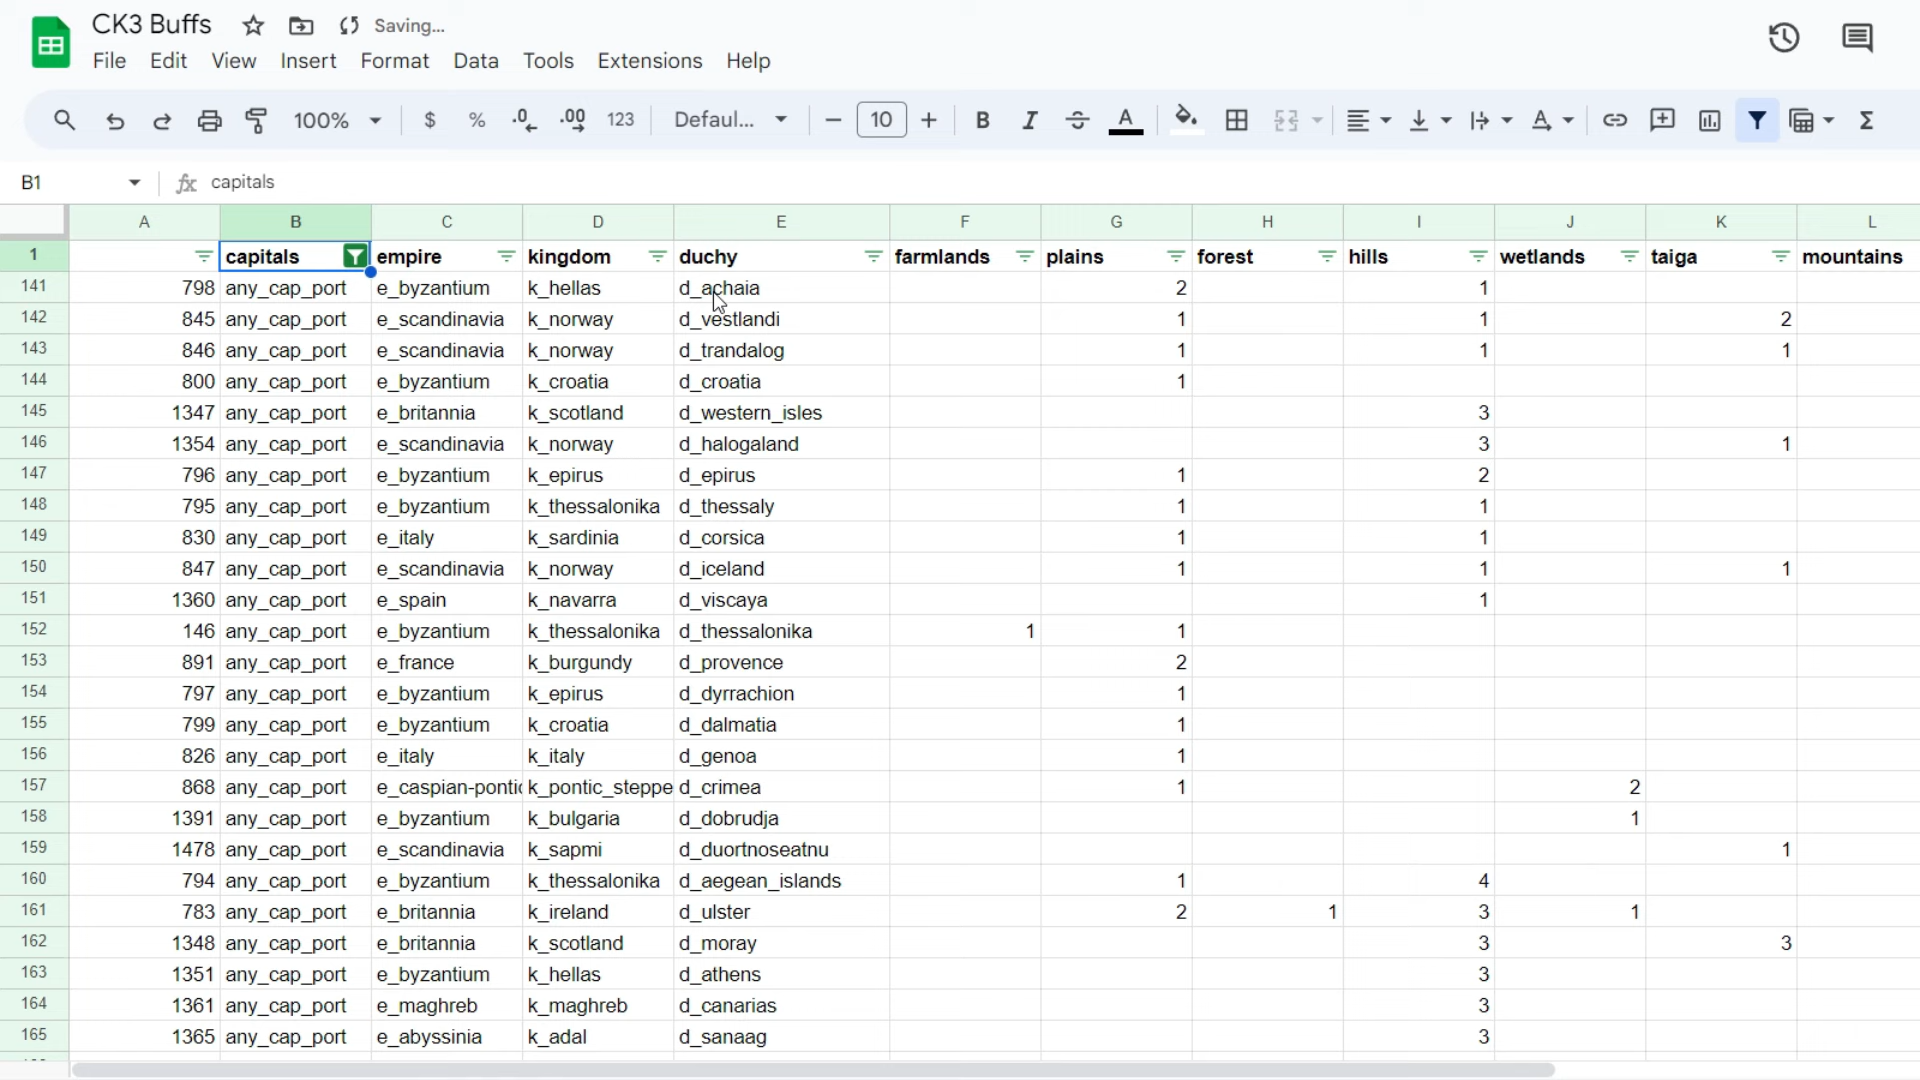 CK3 Buffs Saving...
File Edit View Insert Format Data Tools Extensions Help
100% $ % .0 .00 123 Defaul... − 10 + B I S A Σ
B1 fx capitals
A B C D E F G H I J K L
1 capitals empire kingdom duchy farmlands plains forest hills wetlands taiga mountains
141 798 any_cap_port e_byzantium k_hellas d_achaia 2 1
142 845 any_cap_port e_scandinavia k_norway d_vestlandi 1 1 2
143 846 any_cap_port e_scandinavia k_norway d_trandalog 1 1 1
144 800 any_cap_port e_byzantium k_croatia d_croatia 1
145 1347 any_cap_port e_britannia k_scotland d_western_isles 3
146 1354 any_cap_port e_scandinavia k_norway d_halogaland 3 1
147 796 any_cap_port e_byzantium k_epirus d_epirus 1 2
148 795 any_cap_port e_byzantium k_thessalonika d_thessaly 1 1
149 830 any_cap_port e_italy k_sardinia d_corsica 1 1
150 847 any_cap_port e_scandinavia k_norway d_iceland 1 1 1
151 1360 any_cap_port e_spain k_navarra d_viscaya 1
152 146 any_cap_port e_byzantium k_thessalonika d_thessalonika 1 1
153 891 any_cap_port e_france k_burgundy d_provence 2
154 797 any_cap_port e_byzantium k_epirus d_dyrrachion 1
155 799 any_cap_port e_byzantium k_croatia d_dalmatia 1
156 826 any_cap_port e_italy k_italy d_genoa 1
157 868 any_cap_port e_caspian-pontic k_pontic_steppe d_crimea 1 2
158 1391 any_cap_port e_byzantium k_bulgaria d_dobrudja 1
159 1478 any_cap_port e_scandinavia k_sapmi d_duortnoseatnu 1
160 794 any_cap_port e_byzantium k_thessalonika d_aegean_islands 1 4
161 783 any_cap_port e_britannia k_ireland d_ulster 2 1 3 1
162 1348 any_cap_port e_britannia k_scotland d_moray 3 3
163 1351 any_cap_port e_byzantium k_hellas d_athens 3
164 1361 any_cap_port e_maghreb k_maghreb d_canarias 3
165 1365 any_cap_port e_abyssinia k_adal d_sanaag 3